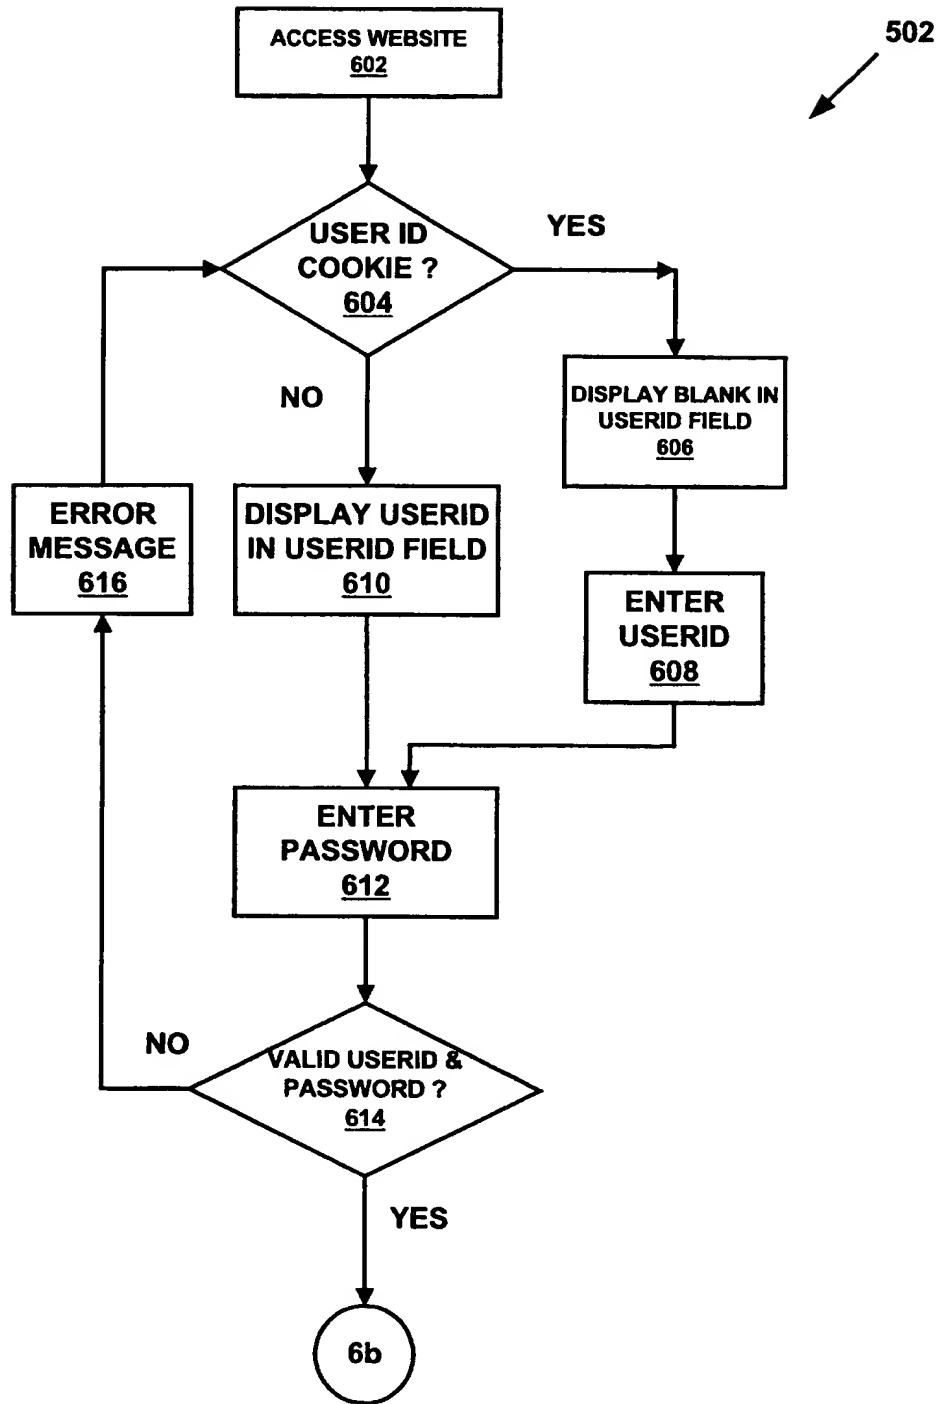 502
ACCESS WEBSITE
602
USER ID
COOKIE ?
604
YES
NO
DISPLAY BLANK IN
USERID FIELD
606
ERROR
MESSAGE
616
DISPLAY USERID
IN USERID FIELD
610
ENTER
USERID
608
ENTER
PASSWORD
612
NO
VALID USERID &
PASSWORD ?
614
YES
6b